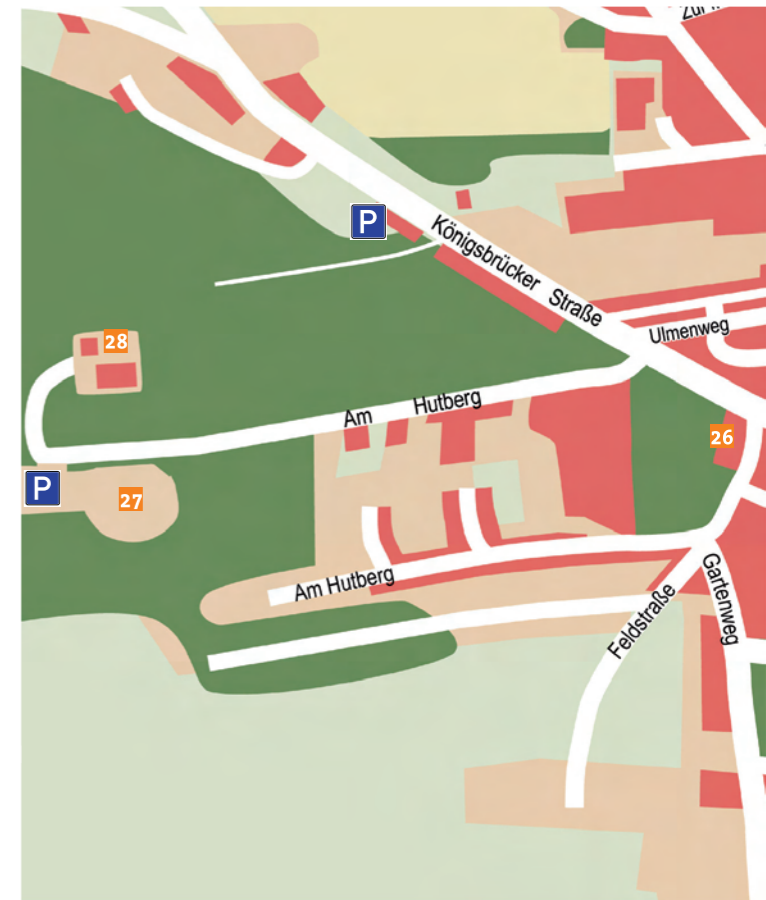 P
Königsbrücker Straße
Ulmenweg
28
Am Hutberg
26
P
27
Am Hutberg
Feldstraße
Gartenweg